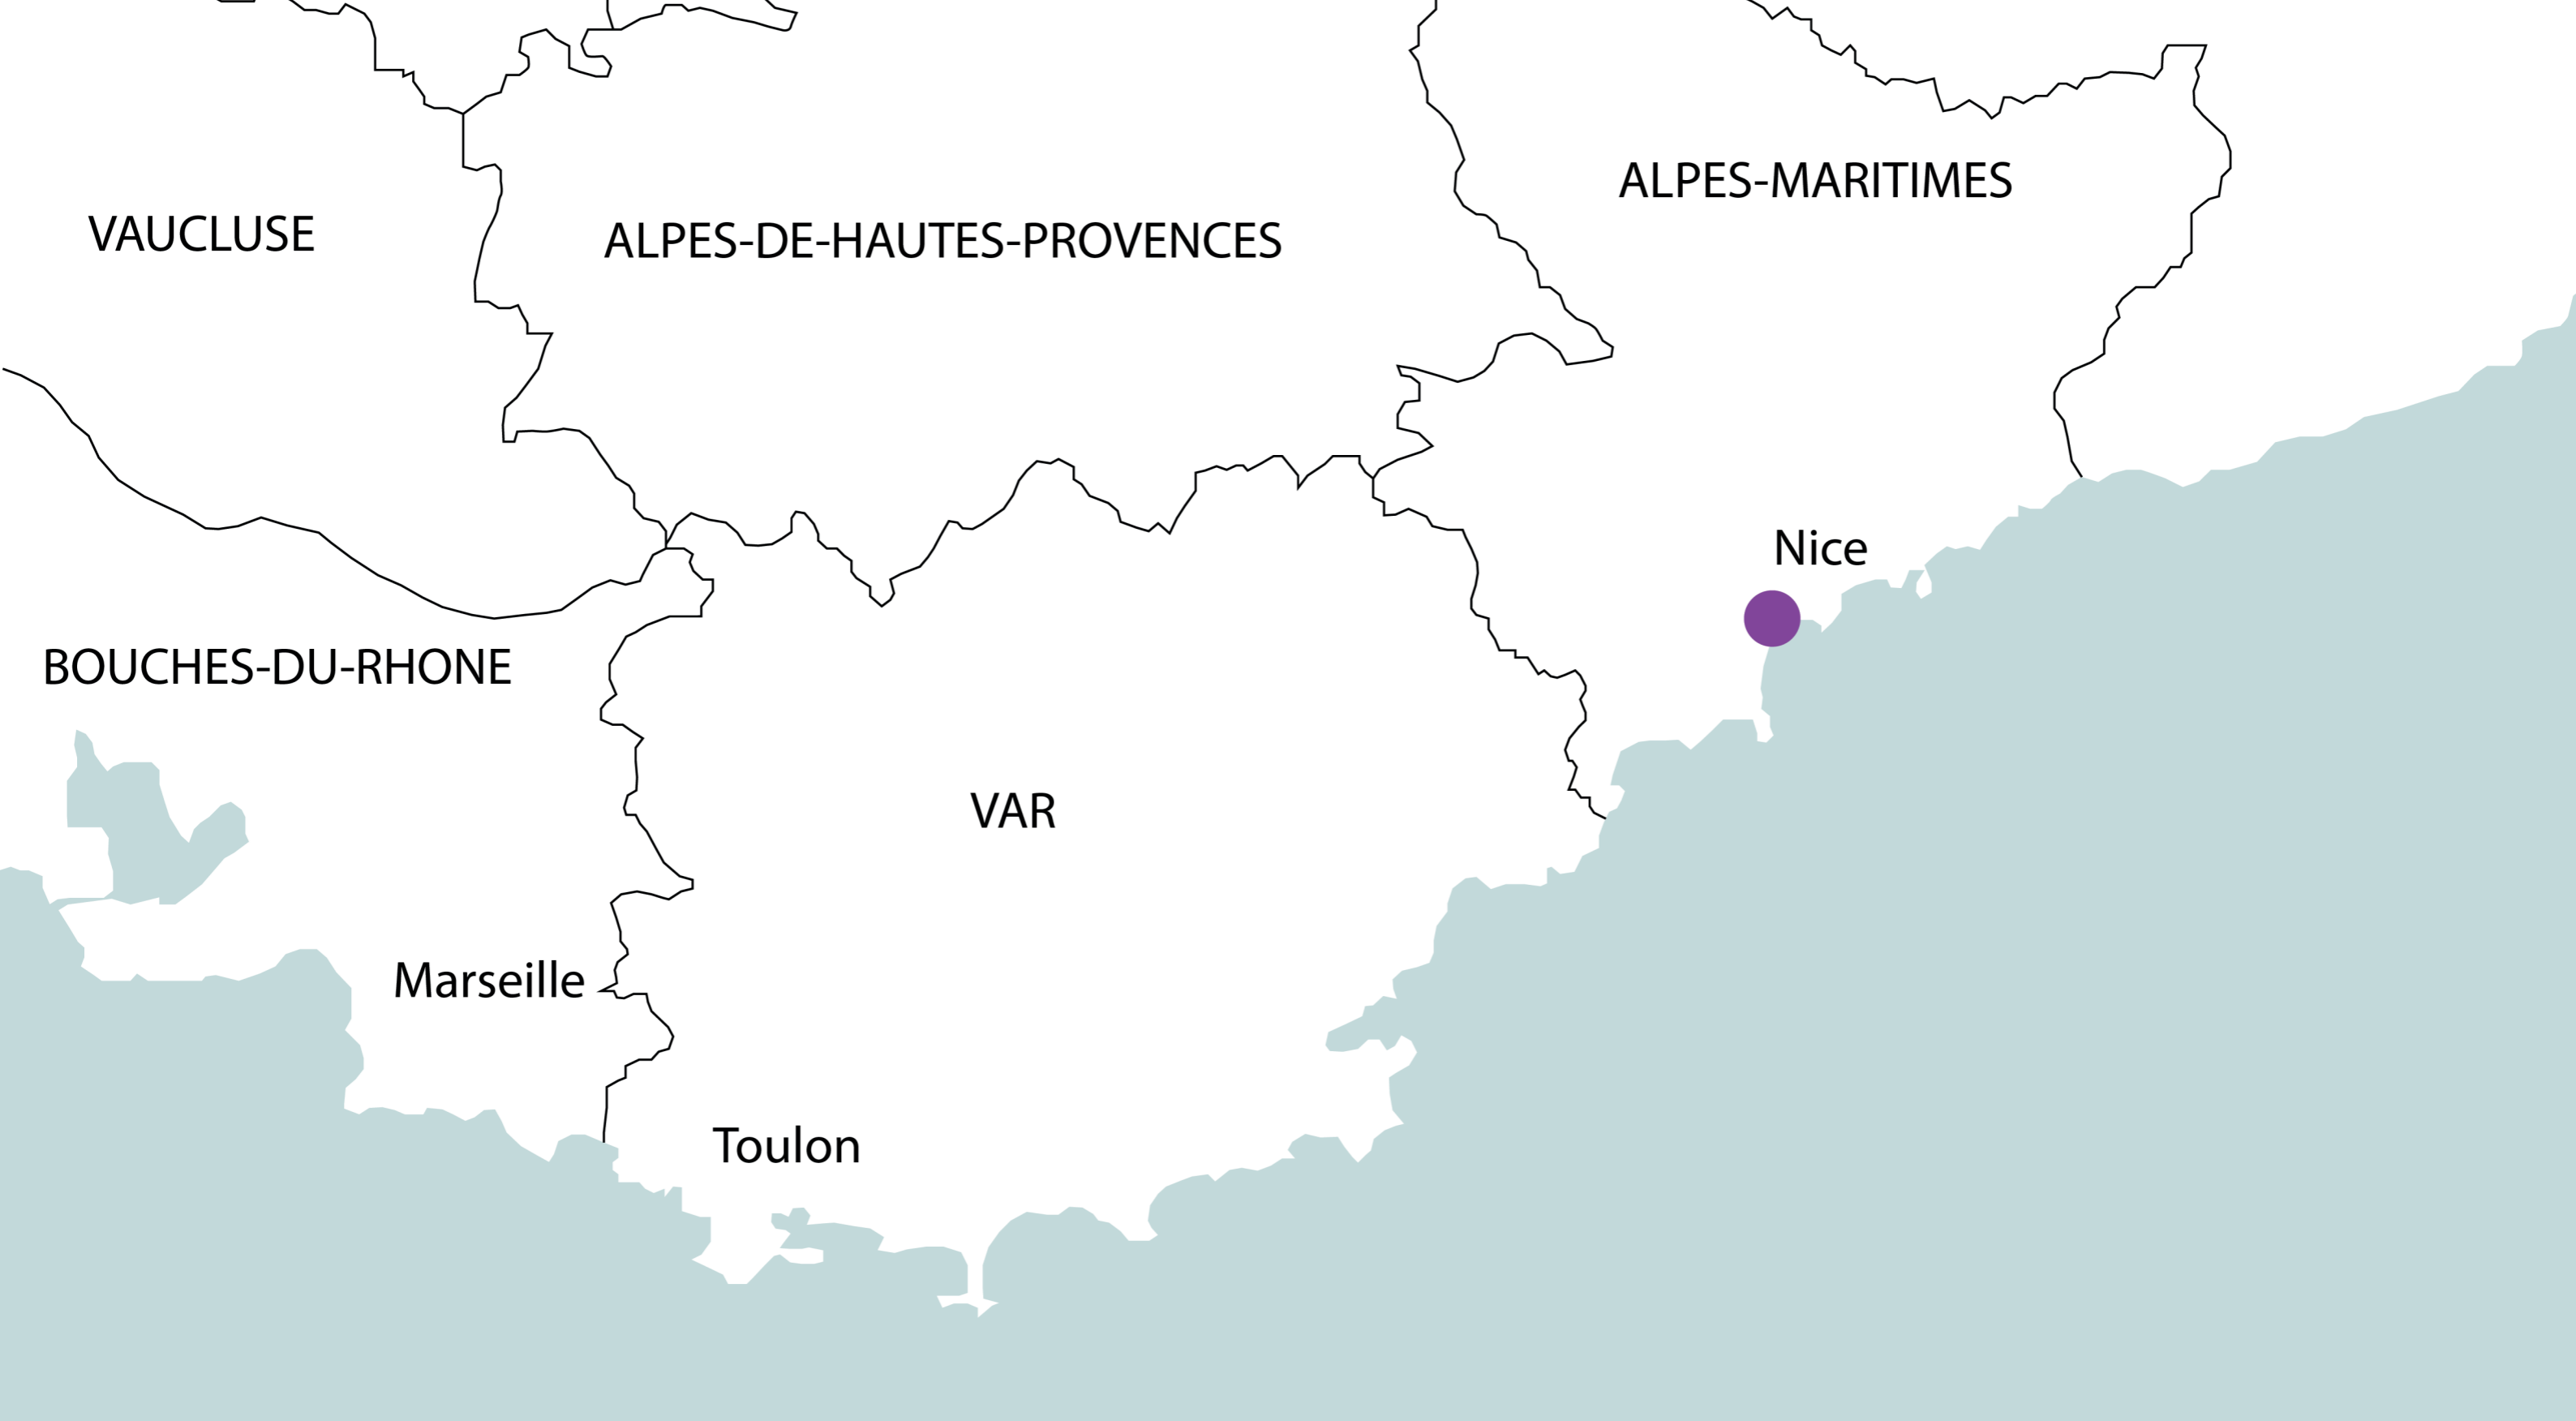 ALPES-MARITIMES
VAUCLUSE
ALPES-DE-HAUTES-PROVENCES
Nice
BOUCHES-DU-RHONE
VAR
Marseille
Toulon